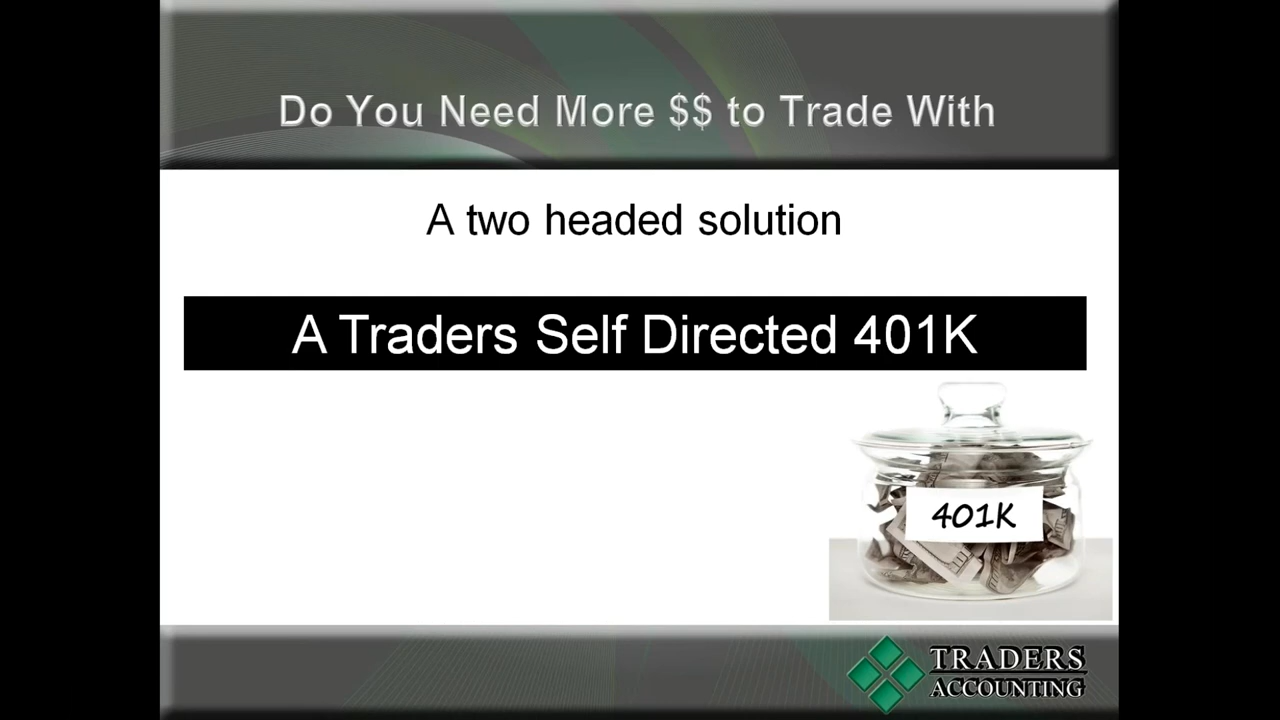 Do You Need More $$ to Trade With
A two headed solution
A Traders Self Directed 401K
401K
TRADERS
ACCOUNTING